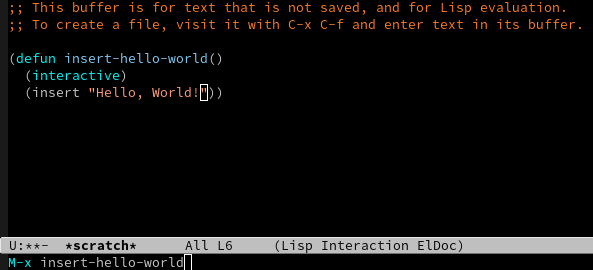 ;; This buffer is for text that is not saved, and for Lisp evaluation.
;; To create a file, visit it with C-x C-f and enter text in its buffer.
(defun insert-hello-world()
  (interactive)
  (insert "Hello, World!"))
U:**-  *scratch*      All L6     (Lisp Interaction ElDoc)
M-x insert-hello-world